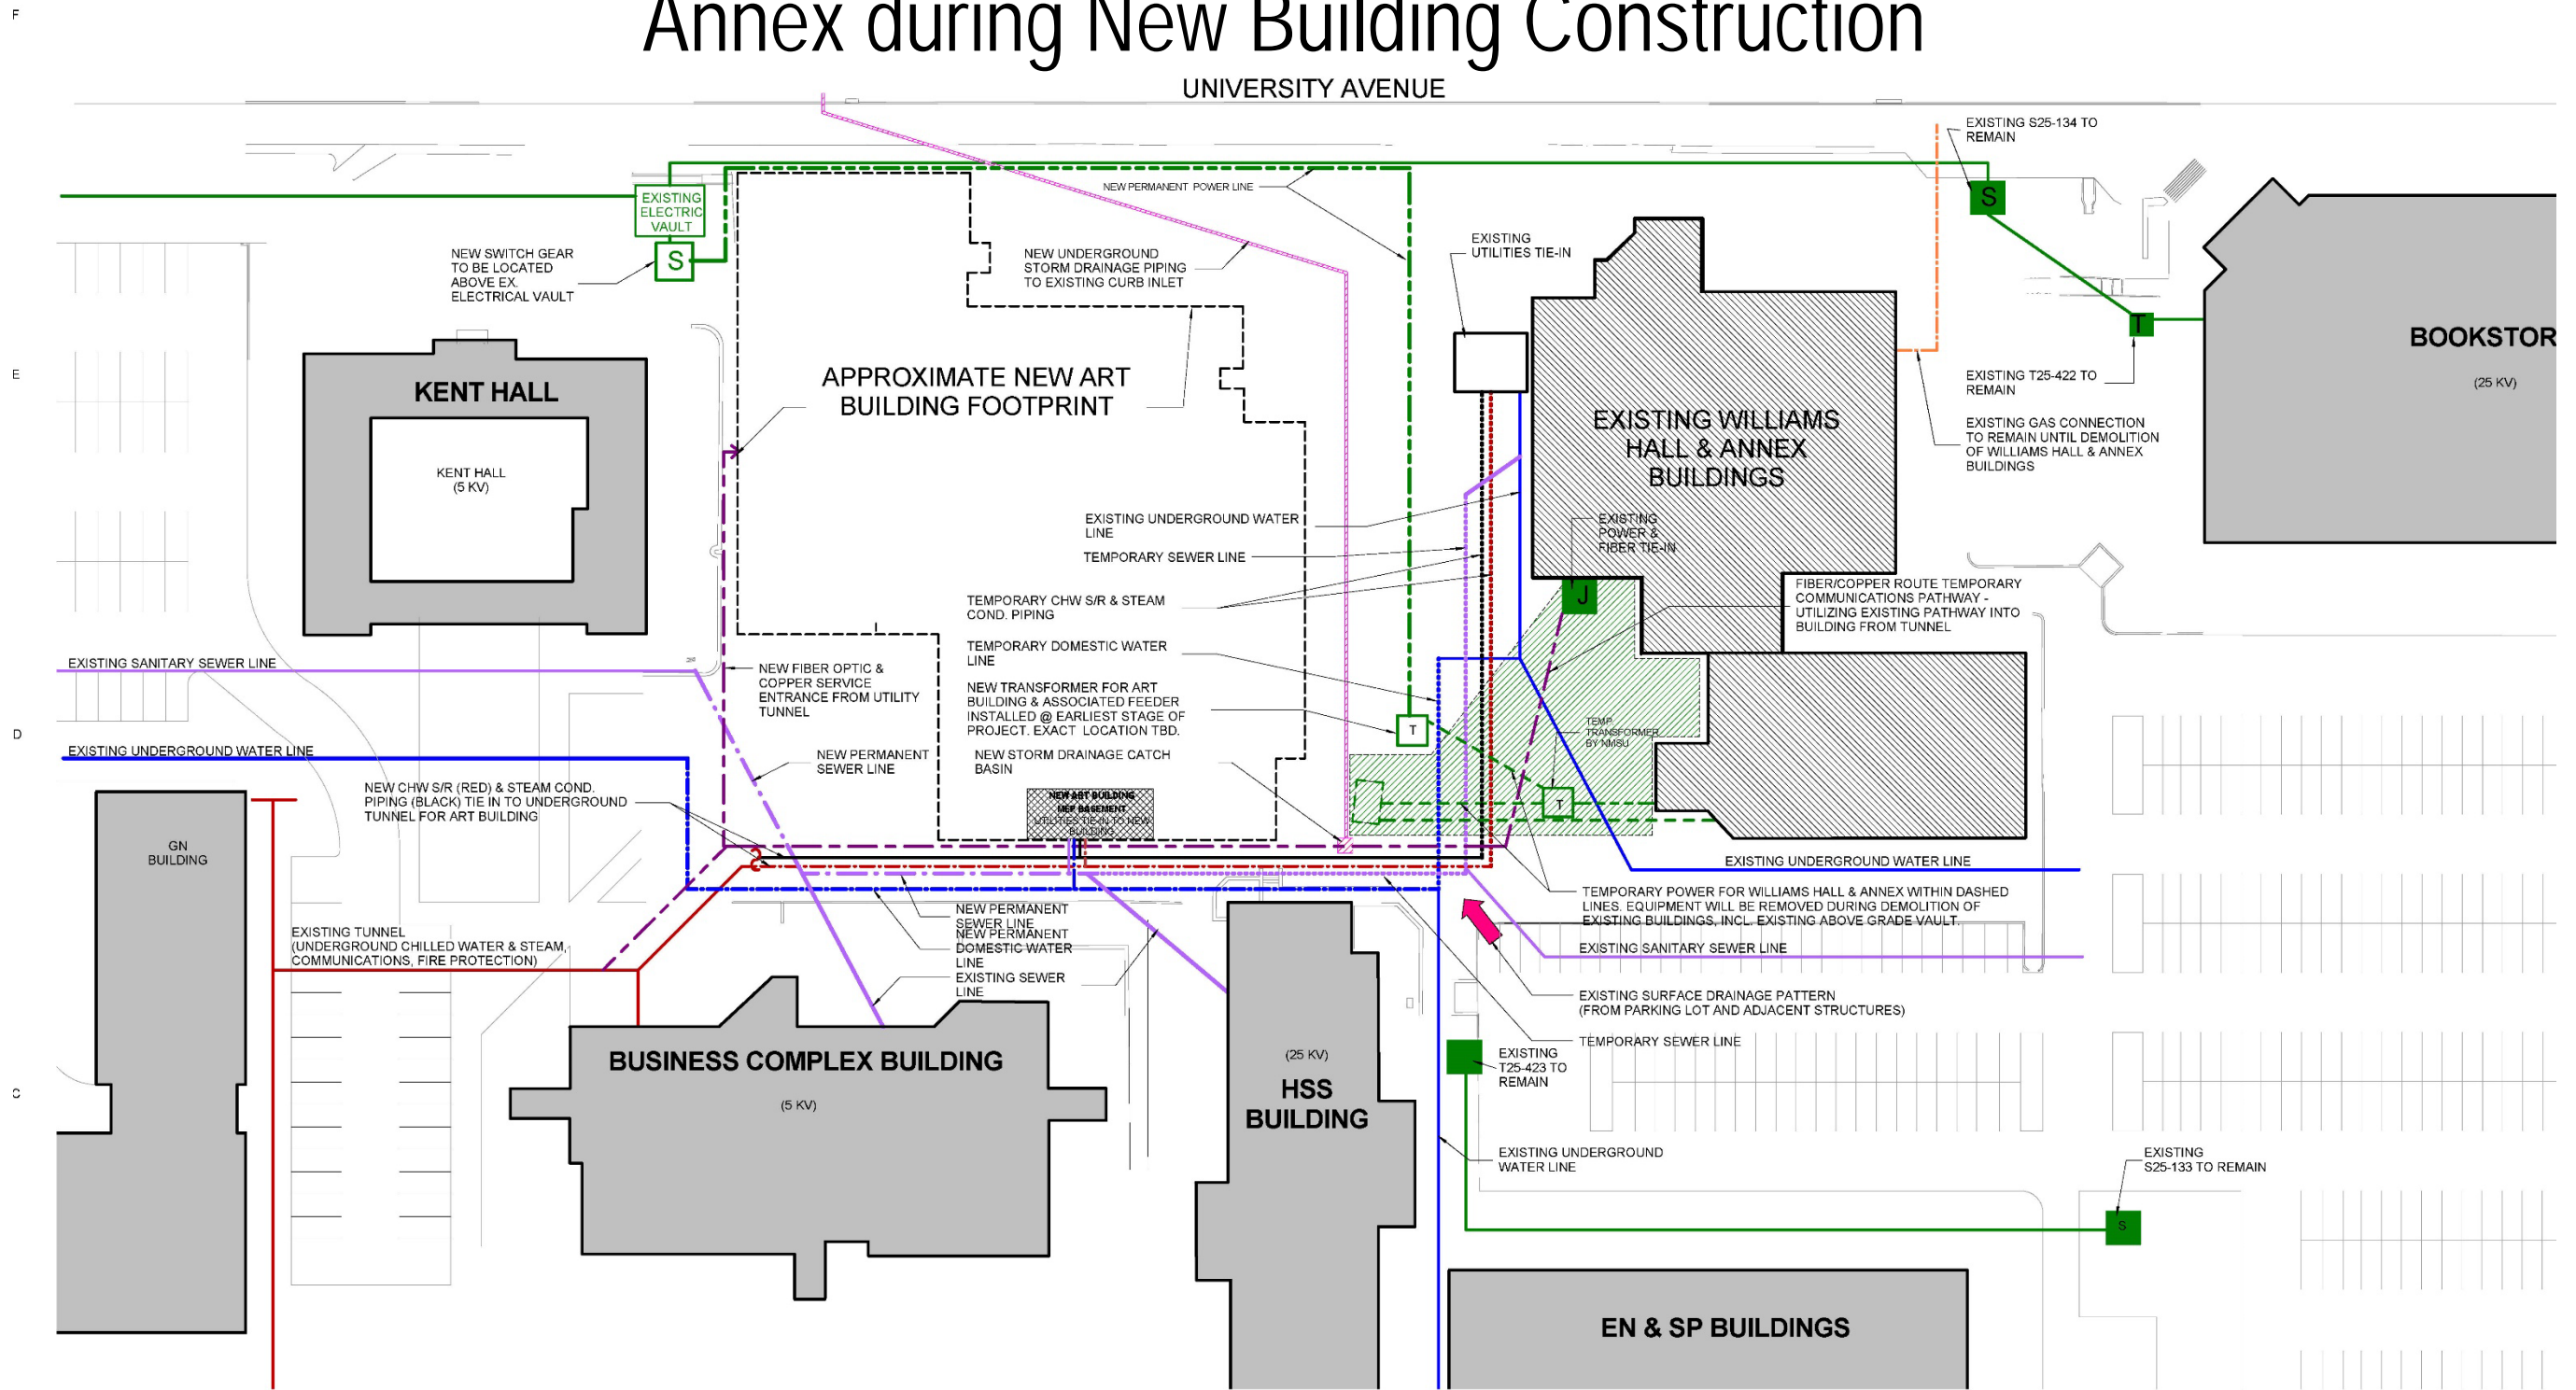 F
Annex during New Building Construction
UNIVERSITY AVENUE
EXISTING S25-134 TO
REMAIN
S
EXISTING
ELECTRIC
VAULT
NEW PERMANENT POWER LINE
NEW SWITCH GEAR
TO BE LOCATED
ABOVE EX.
ELECTRICAL VAULT
S
NEW UNDERGROUND
STORM DRAINAGE PIPING
TO EXISTING CURB INLET
EXISTING
UTILITIES TIE-IN
T
BOOKSTOR
(25 KV)
E
EXISTING T25-422 TO
REMAIN
KENT HALL
APPROXIMATE NEW ART
BUILDING FOOTPRINT
EXISTING WILLIAMS
HALL & ANNEX
BUILDINGS
EXISTING GAS CONNECTION
TO REMAIN UNTIL DEMOLITION
OF WILLIAMS HALL & ANNEX
BUILDINGS
KENT HALL
(5 KV)
EXISTING UNDERGROUND WATER
LINE
EXISTING
POWER &
FIBER TIE-IN
TEMPORARY SEWER LINE
J
TEMPORARY CHW S/R & STEAM
COND. PIPING
FIBER/COPPER ROUTE TEMPORARY
COMMUNICATIONS PATHWAY -
UTILIZING EXISTING PATHWAY INTO
BUILDING FROM TUNNEL
TEMPORARY DOMESTIC WATER
LINE
EXISTING SANITARY SEWER LINE
NEW FIBER OPTIC &
COPPER SERVICE
ENTRANCE FROM UTILITY
TUNNEL
NEW TRANSFORMER FOR ART
BUILDING & ASSOCIATED FEEDER
INSTALLED @ EARLIEST STAGE OF
PROJECT. EXACT LOCATION TBD.
T
TEMP
TRANSFORMER
BY NMSU
D
EXISTING UNDERGROUND WATER LINE
NEW PERMANENT
SEWER LINE
NEW STORM DRAINAGE CATCH
BASIN
NEW CHW S/R (RED) & STEAM COND.
PIPING (BLACK) TIE IN TO UNDERGROUND
TUNNEL FOR ART BUILDING
NEW ART BUILDING
MEP BASEMENT
UTILITIES TIE-IN TO NEW
BUILDING
T
GN
BUILDING
EXISTING UNDERGROUND WATER LINE
TEMPORARY POWER FOR WILLIAMS HALL & ANNEX WITHIN DASHED
LINES. EQUIPMENT WILL BE REMOVED DURING DEMOLITION OF
EXISTING BUILDINGS, INCL. EXISTING ABOVE GRADE VAULT.
NEW PERMANENT
SEWER LINE
NEW PERMANENT
DOMESTIC WATER
LINE
EXISTING SEWER
LINE
EXISTING TUNNEL
(UNDERGROUND CHILLED WATER & STEAM,
COMMUNICATIONS, FIRE PROTECTION)
EXISTING SANITARY SEWER LINE
EXISTING SURFACE DRAINAGE PATTERN
(FROM PARKING LOT AND ADJACENT STRUCTURES)
TEMPORARY SEWER LINE
BUSINESS COMPLEX BUILDING
(5 KV)
(25 KV)
HSS
BUILDING
EXISTING
T25-423 TO
REMAIN
C
EXISTING UNDERGROUND
WATER LINE
EXISTING
S25-133 TO REMAIN
S
EN & SP BUILDINGS